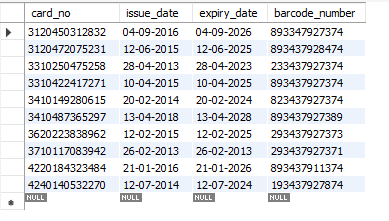 card_no issue_date expiry_date barcode_number
3120450312832 04-09-2016 04-09-2026 893437927374
3120472075231 12-06-2015 12-06-2025 893437928474
3310250475258 28-04-2013 28-04-2023 233437927374
3310422417271 10-04-2015 10-04-2025 893437927374
3410149280615 20-02-2014 20-02-2024 823437927374
3410487365297 13-04-2018 13-04-2028 893437927389
3620223838962 12-02-2015 12-02-2025 293437927373
3710117083942 26-02-2013 26-02-2013 293437927371
4220184323484 21-01-2016 21-01-2026 893437911374
4240140532270 12-07-2014 12-07-2024 193437927874
NULL NULL NULL NULL